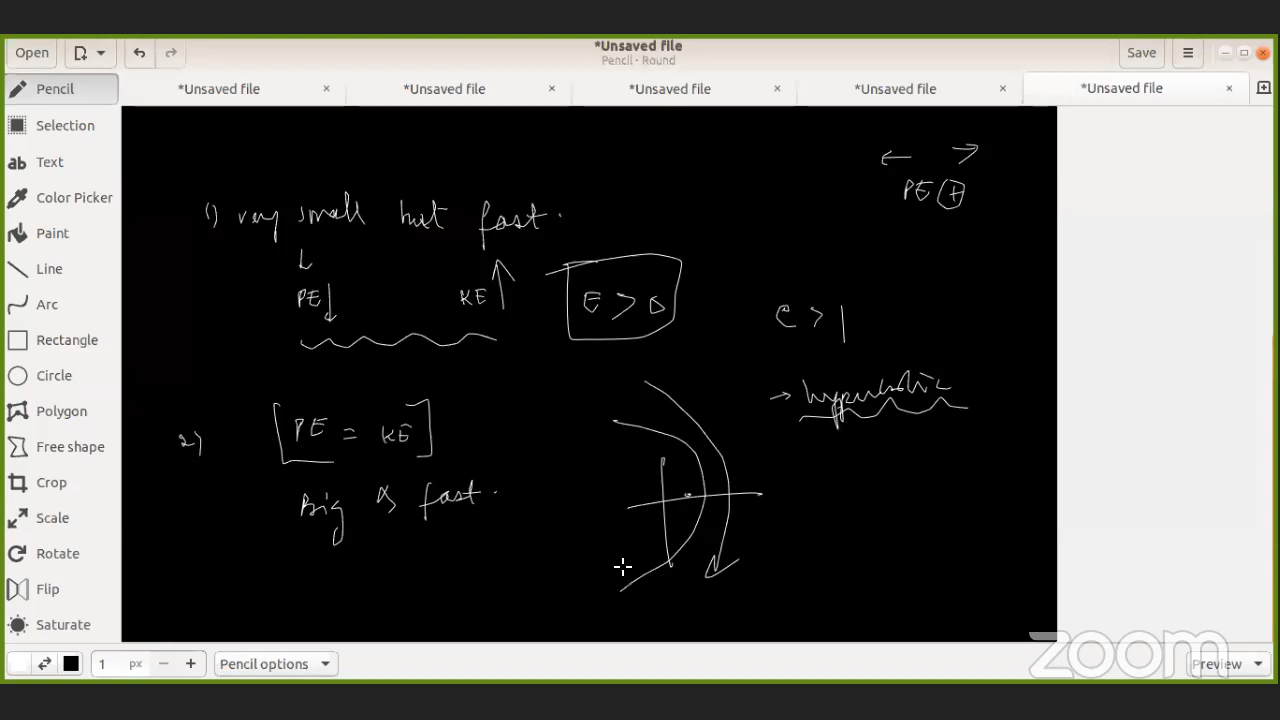 *Unsaved file
Pencil - Round
Open
Save
*Unsaved file
*Unsaved file
*Unsaved file
*Unsaved file
*Unsaved file
Pencil
Selection
Text
Color Picker
Paint
Line
Arc
Rectangle
Circle
Polygon
Free shape
Crop
Scale
Rotate
Flip
Saturate
← →
PE (+)
1) very small but fast.
↓
PE ↓ KE ↑ E > 0
e > 1
→ hyperbolic
2) [PE = KE]
Big & fast.
1 px - +
Pencil options
Preview
zoom